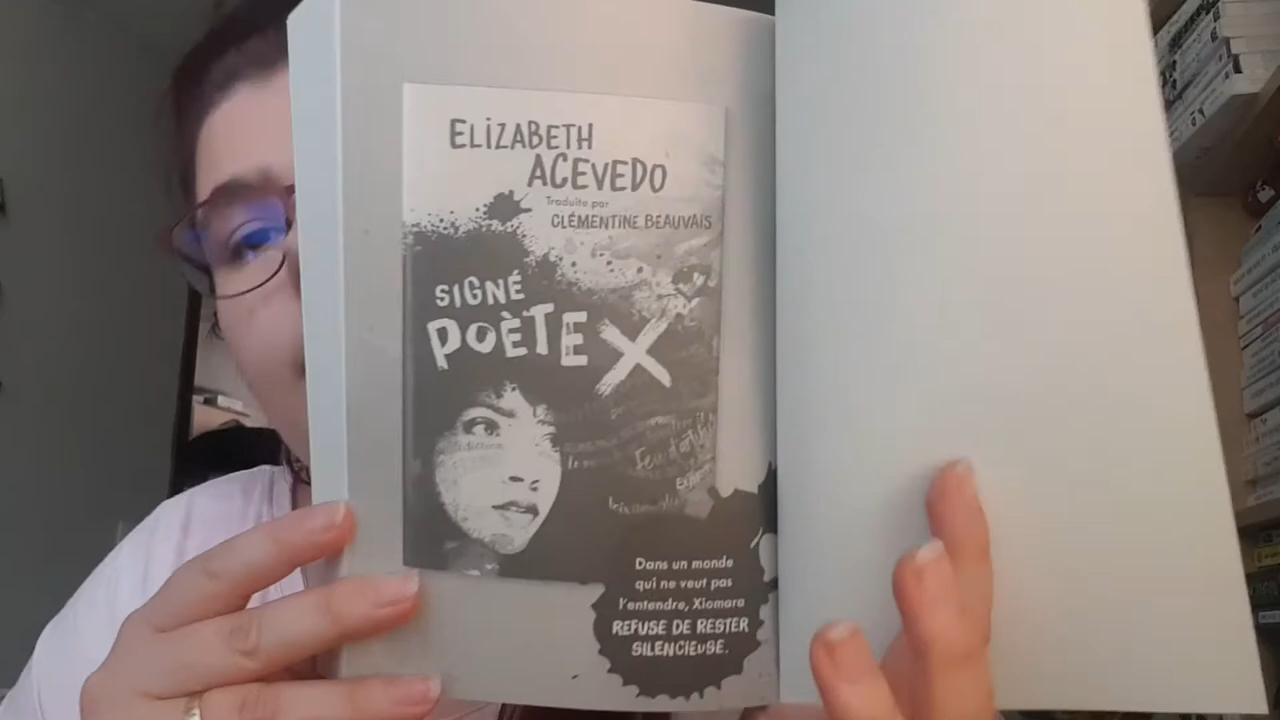 ELIZABETH
ACEVEDO
Traduite par
CLÉMENTINE BEAUVAIS
SIGNÉ
POÈTE X
Dans un monde
qui ne veut pas
l'entendre, Xiomara
REFUSE DE RESTER
SILENCIEUSE.